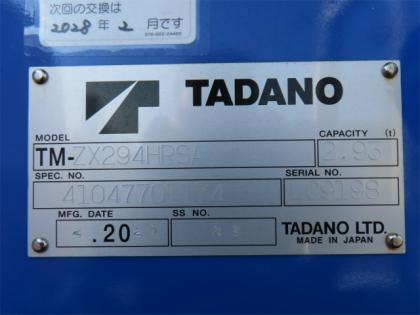 次回の交換は
2028 年 2 月です
TADANO
MODEL
CAPACITY (t)
TM-ZX294HRSA
2.93
SPEC. NO.
SERIAL NO.
MFG. DATE
SS NO.
.20
TADANO LTD.
MADE IN JAPAN